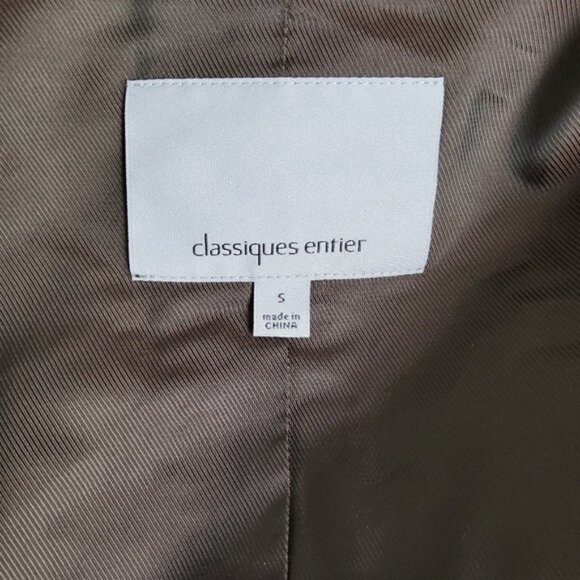 classiques entier
S
made in
CHINA